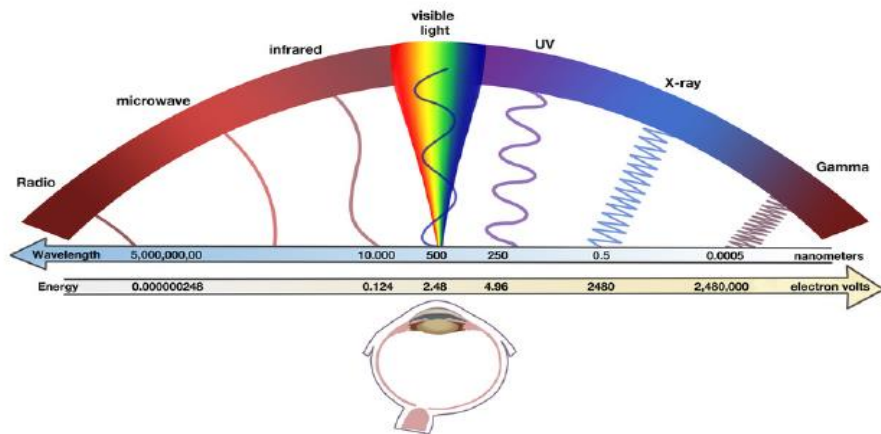 visible
light
infrared
UV
microwave
X-ray
Radio
Gamma
Wavelength 5,000,000,00 10.000 500 250 0.5 0.0005 nanometers
Energy 0.000000248 0.124 2.48 4.96 2480 2,480,000 electron volts